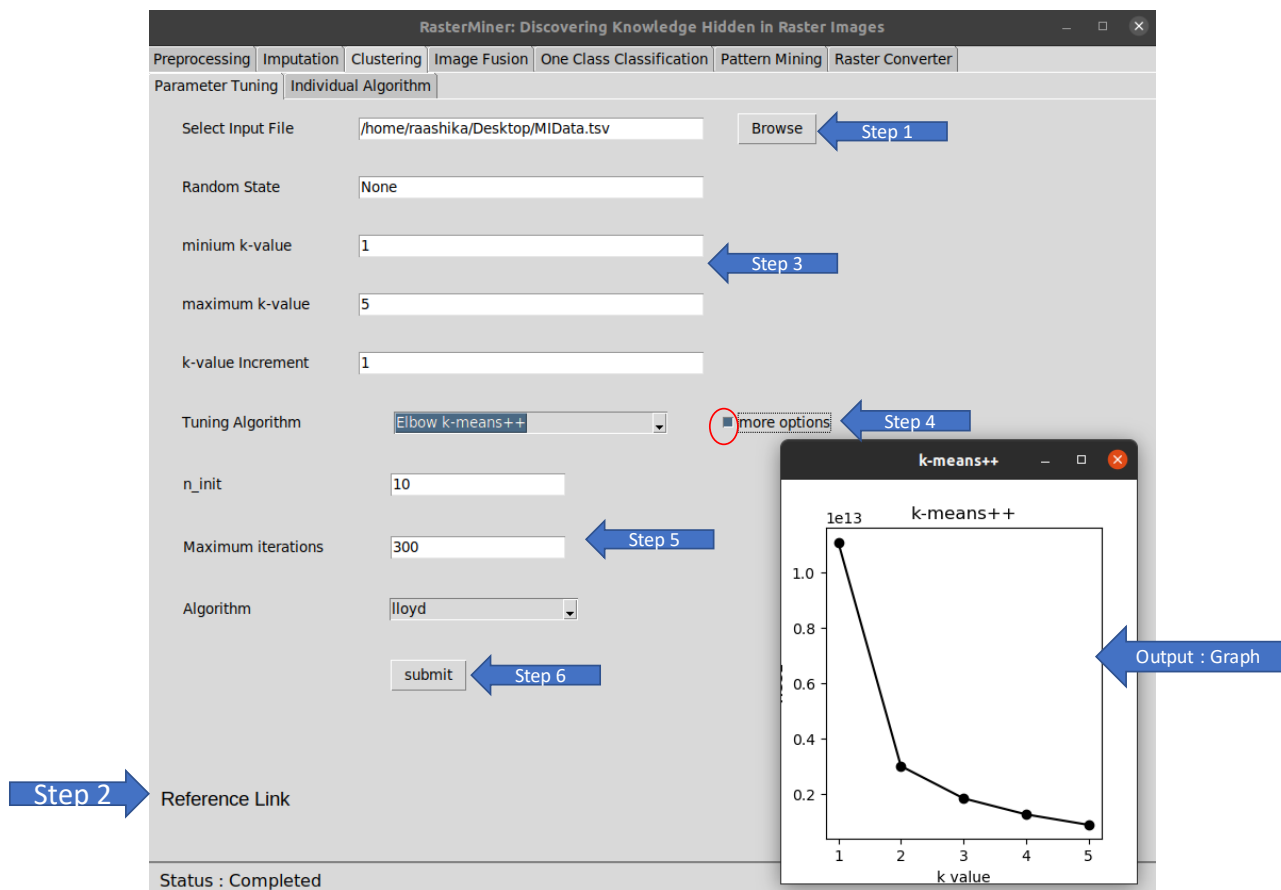 RasterMiner: Discovering Knowledge Hidden in Raster Images
Preprocessing Imputation Clustering Image Fusion One Class Classification Pattern Mining Raster Converter
Parameter Tuning Individual Algorithm
Select Input File /home/raashika/Desktop/MIData.tsv Browse Step 1
Random State None
minium k-value 1
Step 3
maximum k-value 5
k-value Increment 1
Tuning Algorithm Elbow k-means++ more options Step 4
n_init 10
Maximum iterations 300 Step 5
Algorithm lloyd
submit Step 6
k-means++
k-means++
1e13
1.0
0.8
0.6
0.4
0.2
1 2 3 4 5
k value
Output : Graph
Step 2
Reference Link
Status : Completed